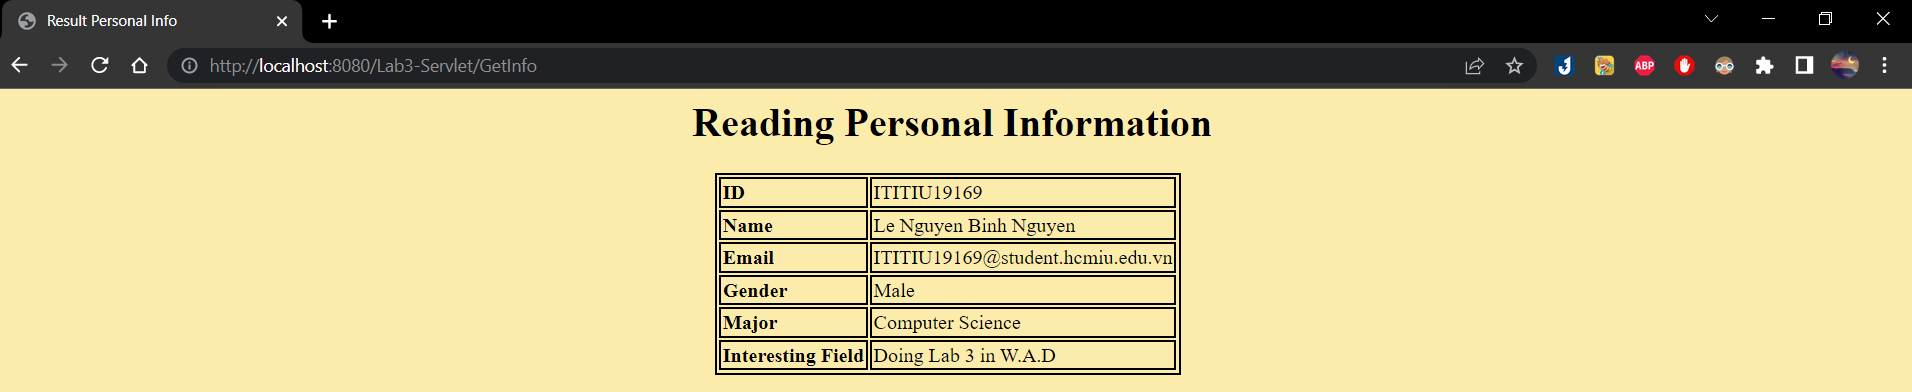 Result Personal Info
http://localhost:8080/Lab3-Servlet/GetInfo
ABP
Reading Personal Information
ID ITITIU19169
Name Le Nguyen Binh Nguyen
Email ITITIU19169@student.hcmiu.edu.vn
Gender Male
Major Computer Science
Interesting Field Doing Lab 3 in W.A.D